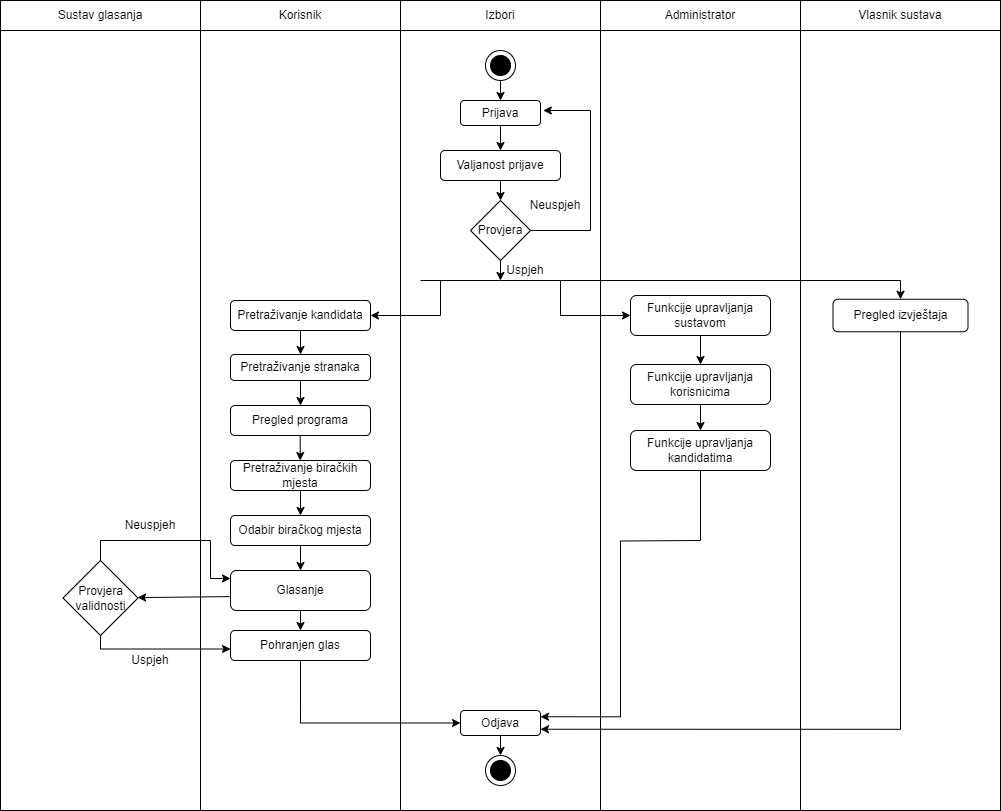 Sustav glasanja
Korisnik
Izbori
Administrator
Vlasnik sustava
Prijava
Valjanost prijave
Neuspjeh
Provjera
Uspjeh
Pretraživanje kandidata
Funkcije upravljanja
sustavom
Pregled izvještaja
Pretraživanje stranaka
Funkcije upravljanja
korisnicima
Pregled programa
Funkcije upravljanja
kandidatima
Pretraživanje biračkih
mjesta
Neuspjeh
Odabir biračkog mjesta
Provjera
validnosti
Glasanje
Uspjeh
Pohranjen glas
Odjava